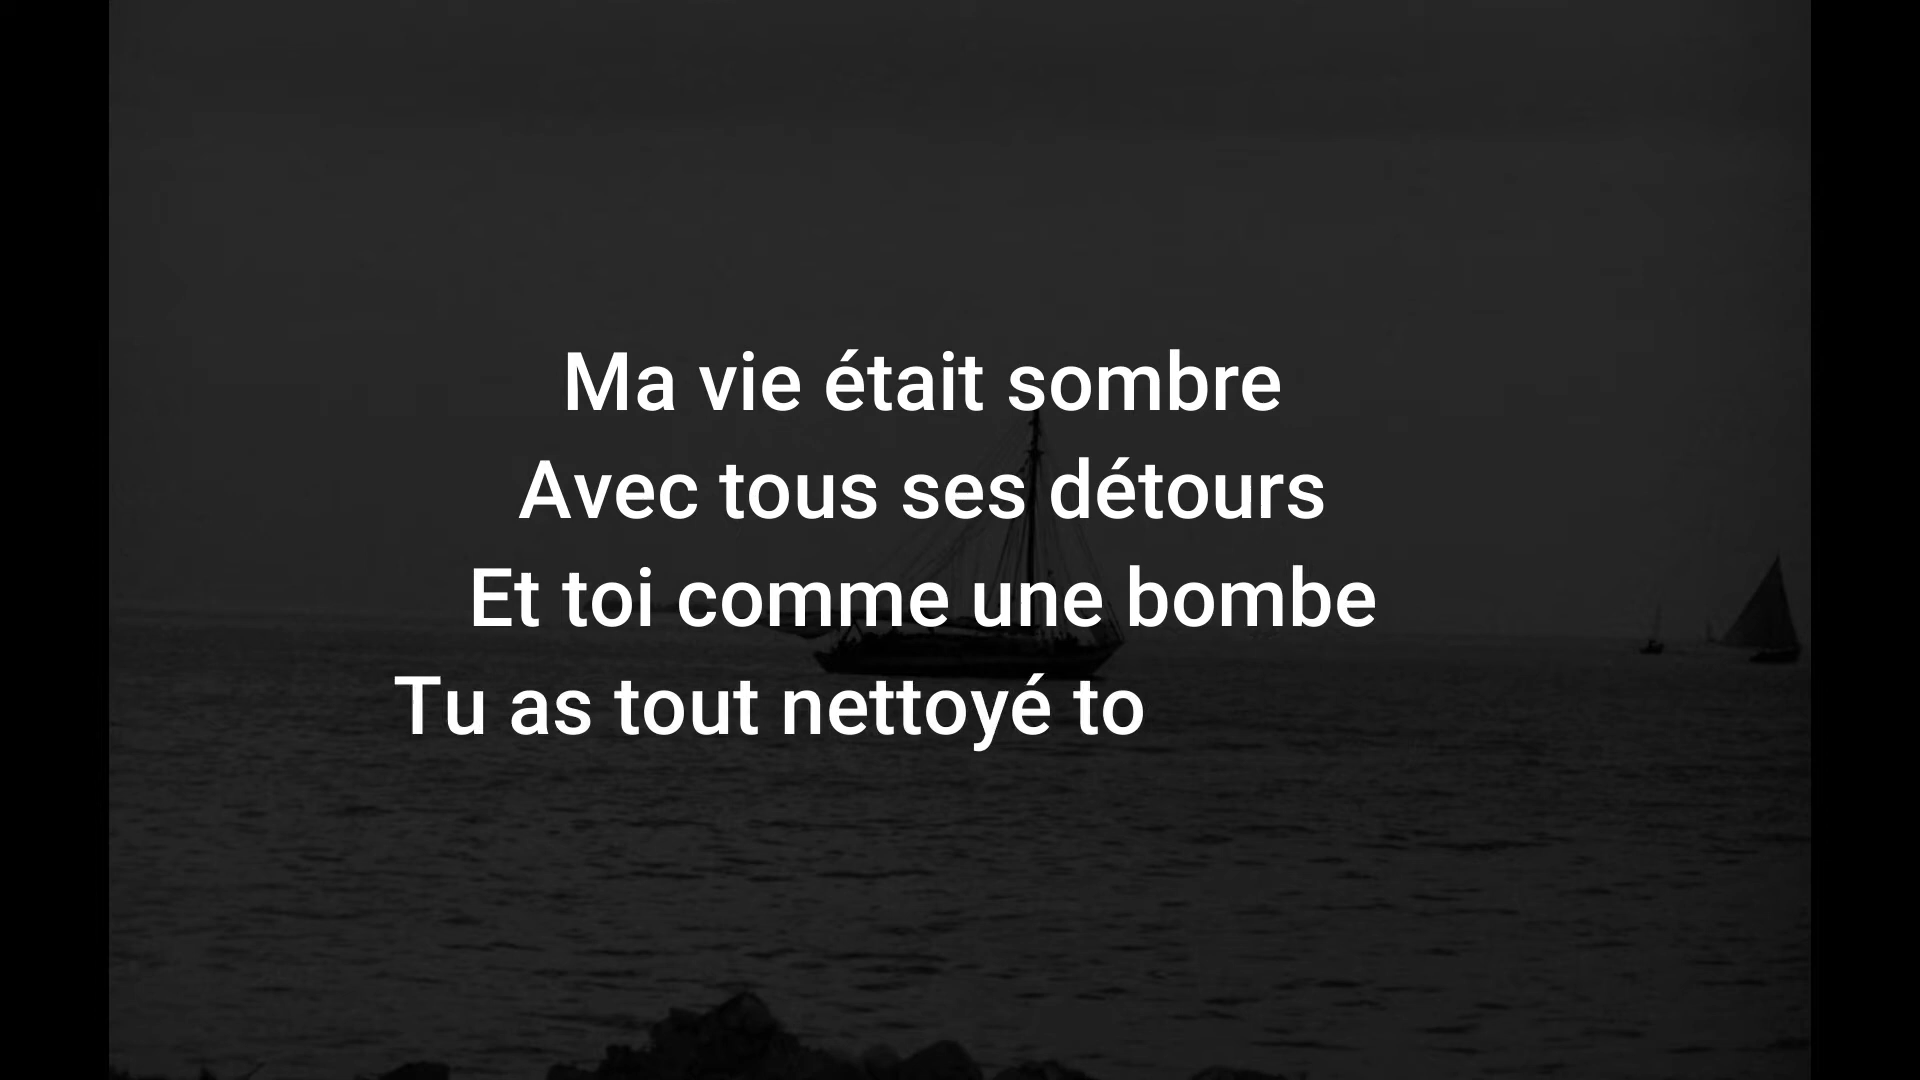 Ma vie était sombre
Avec tous ses détours
Et toi comme une bombe
Tu as tout nettoyé to